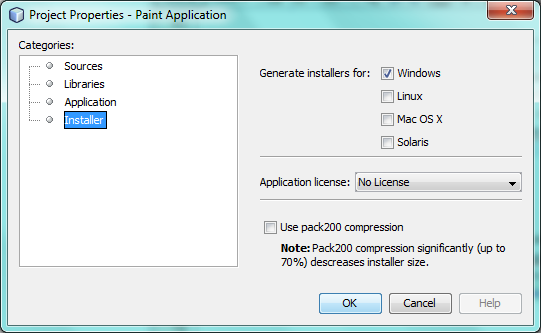 Project Properties - Paint Application
Categories:
Sources
Libraries
Application
Installer
Generate installers for:
Windows
Linux
Mac OS X
Solaris
Application license:
No License
Use pack200 compression
Note: Pack200 compression significantly (up to
70%) descreases installer size.
OK
Cancel
Help